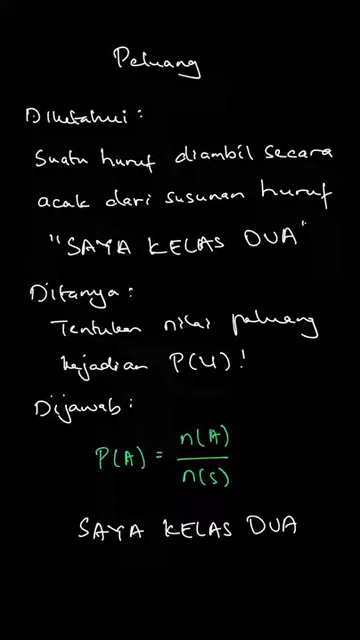 Peluang
Diketahui :
Suatu huruf diambil secara
acak dari susunan huruf
"SAYA KELAS DUA"
Ditanya :
Tentukan nilai peluang
kejadian P(U) !
Dijawab :
P(A) = n(A) / n(S)
SAYA KELAS DUA